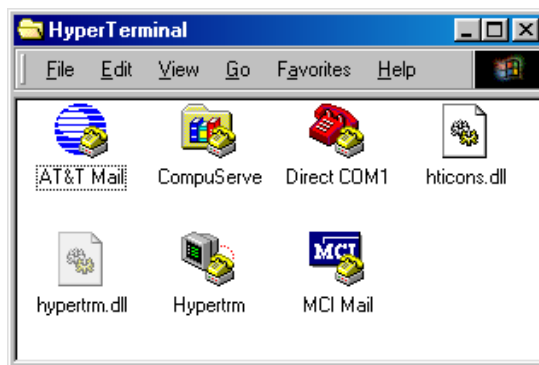 HyperTerminal
File Edit View Go Favorites Help
MCI
AT&T Mail CompuServe Direct COM1 hticons.dll
hypertrm.dll Hypertrm MCI Mail